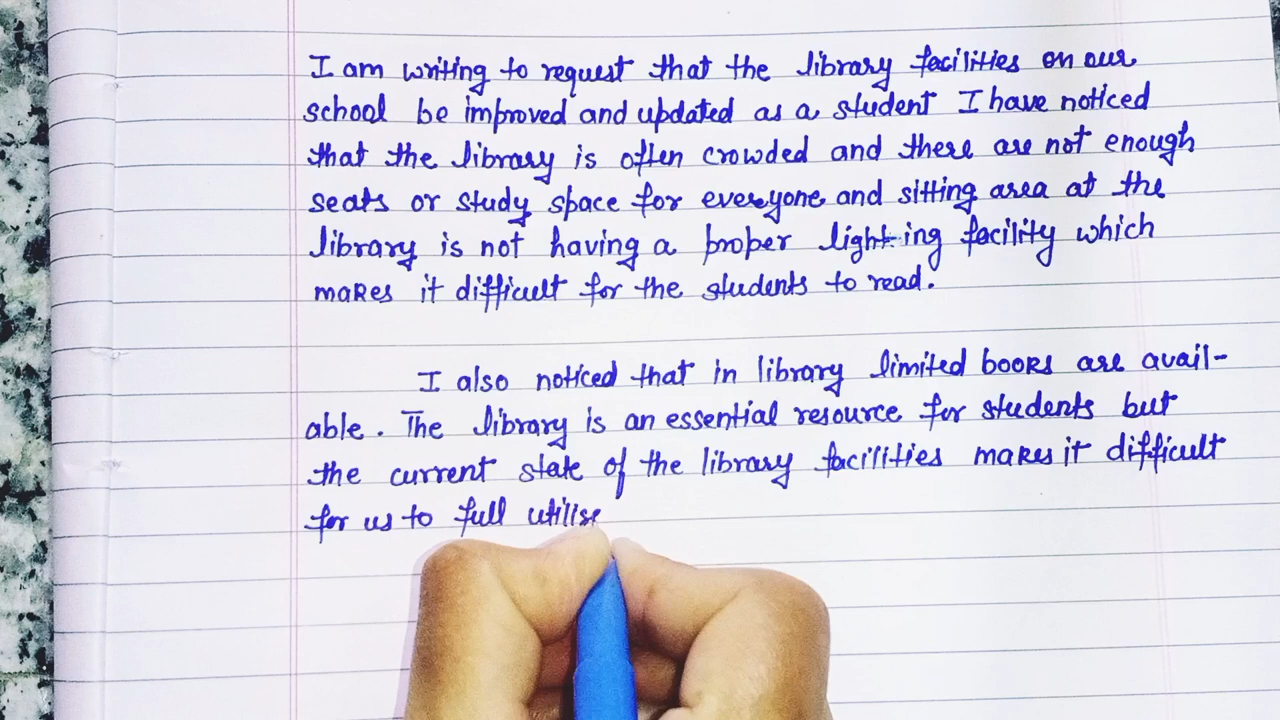 I am writing to request that the library facilities on our
school be improved and updated as a student I have noticed
that the library is often crowded and there are not enough
seats or study space for everyone and sitting area at the
library is not having a proper light-ing facility which
makes it difficult for the students to read.
I also noticed that in library limited books are avail-
able. The library is an essential resource for students but
the current state of the library facilities makes it difficult
for us to full utilise